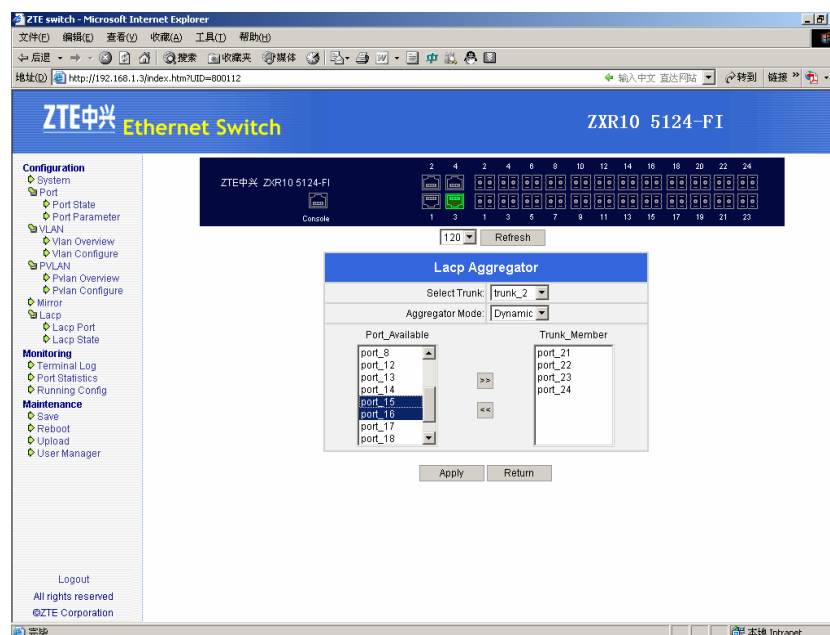 ZTE switch - Microsoft Internet Explorer
文件(F) 编辑(E) 查看(V) 收藏(A) 工具(T) 帮助(H)
后退 搜索 收藏夹 媒体
地址(D) http://192.168.1.3/index.htm?UID=800112 输入中文 直达网站 转到 链接 »
ZTE中兴 Ethernet Switch ZXR10 5124-FI
Configuration
System
Port
Port State
Port Parameter
VLAN
Vlan Overview
Vlan Configure
PVLAN
Pvlan Overview
Pvlan Configure
Mirror
Lacp
Lacp Port
Lacp State
Monitoring
Terminal Log
Port Statistics
Running Config
Maintenance
Save
Reboot
Upload
User Manager
Logout
All rights reserved
©ZTE Corporation
2 4 2 4 6 8 10 12 14 16 18 20 22 24
ZTE中兴 ZXR10 5124-FI
Console 1 3 1 3 5 7 9 11 13 15 17 19 21 23
120 Refresh
Lacp Aggregator
Select Trunk: trunk_2
Aggregator Mode: Dynamic
Port_Available Trunk_Member
port_8 port_21
port_12 port_22
port_13 port_23
port_14 port_24
port_15
port_16
port_17
port_18
>>
<<
Apply Return
完毕 本地 Intranet